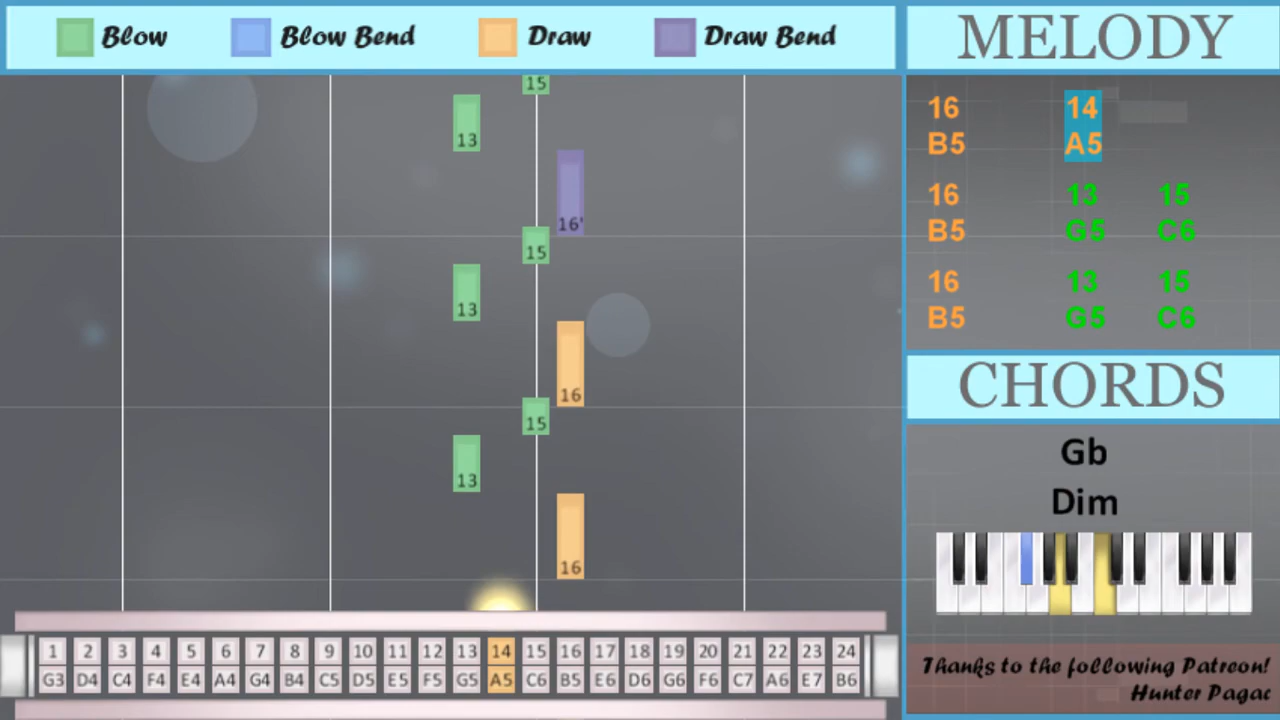 Blow Blow Bend Draw Draw Bend
MELODY
15
13
16'
15
13
16
15
13
16
16 14
B5 A5
16 13 15
B5 G5 C6
16 13 15
B5 G5 C6
CHORDS
Gb
Dim
Thanks to the following Patreon!
Hunter Pagac
1 2 3 4 5 6 7 8 9 10 11 12 13 14 15 16 17 18 19 20 21 22 23 24
G3 D4 C4 F4 E4 A4 G4 B4 C5 D5 E5 F5 G5 A5 C6 B5 E6 D6 G6 F6 C7 A6 E7 B6